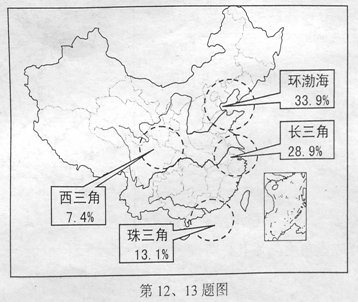 环渤海
33.9%
长三角
28.9%
西三角
7.4%
珠三角
13.1%
第12、13题图